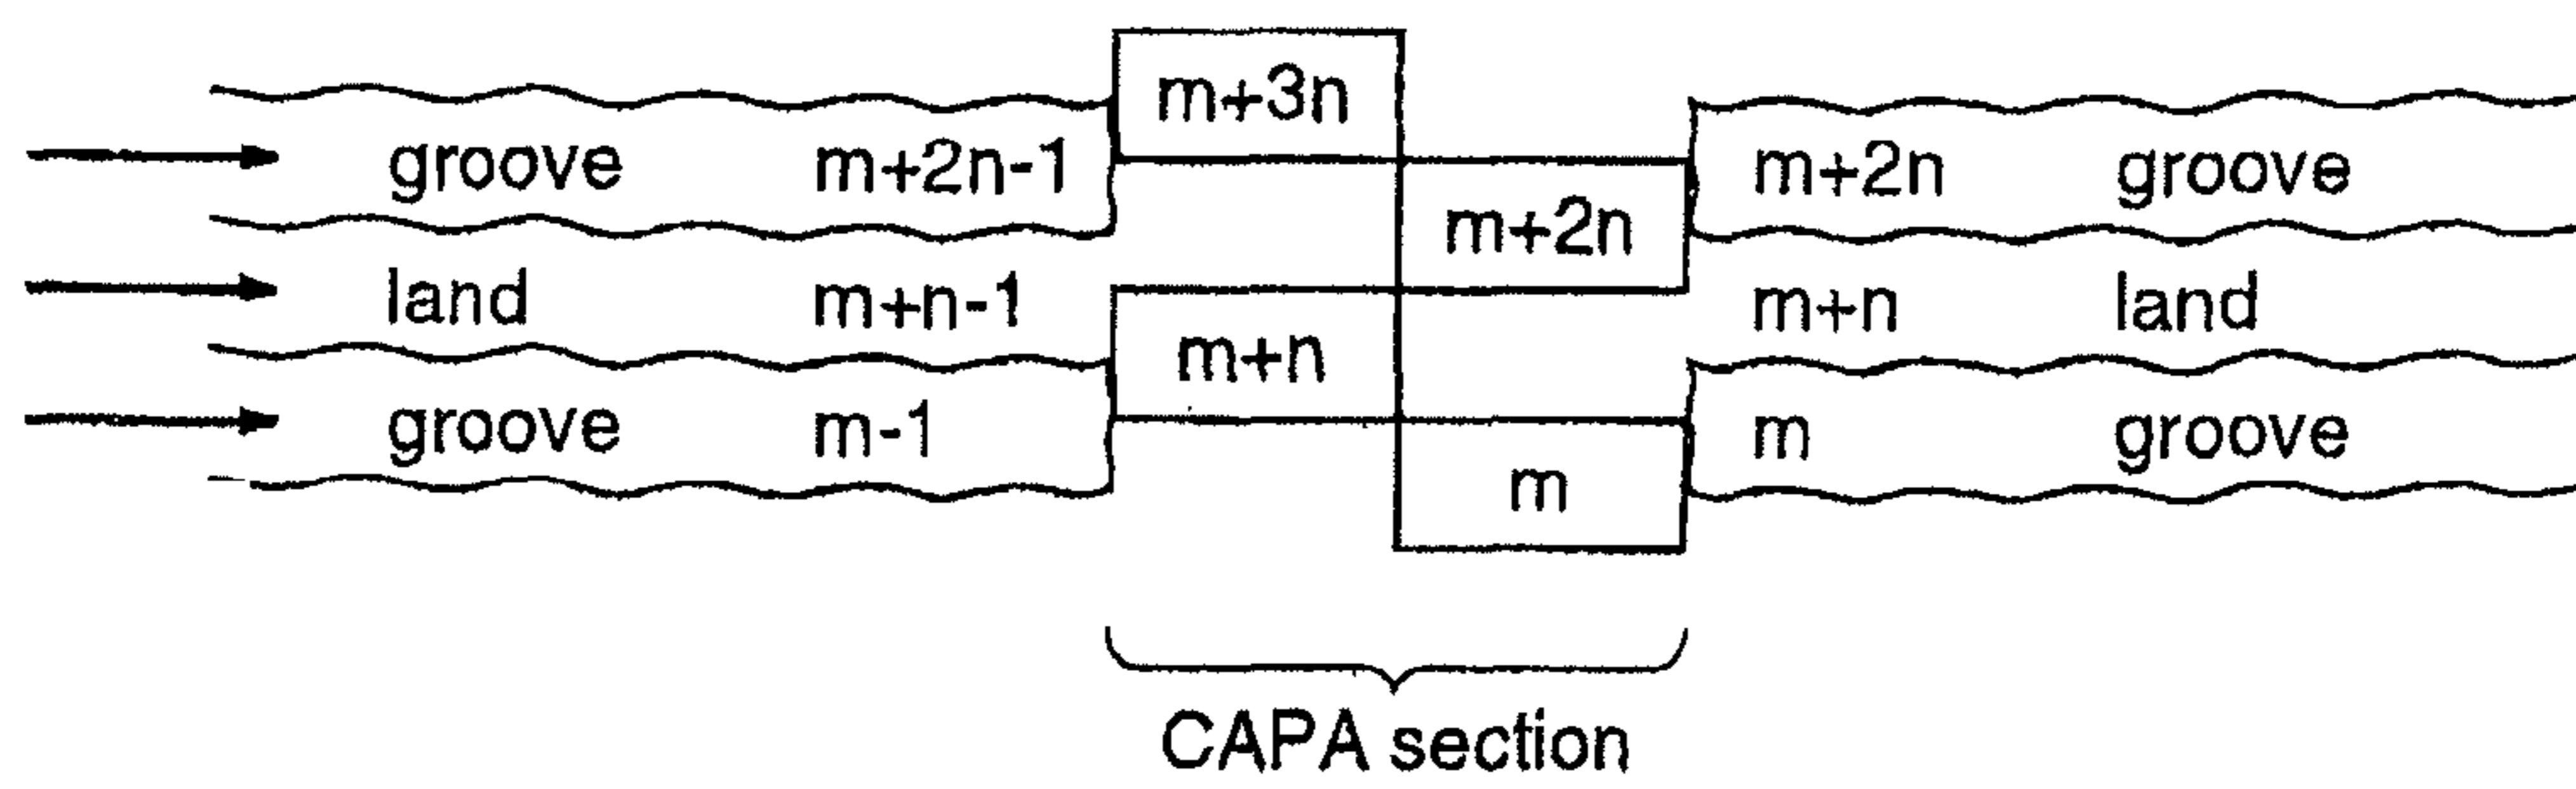 m+3n
groove m+2n-1 m+2n groove
m+2n
land m+n-1 m+n land
m+n
groove m-1 m groove
m
CAPA section